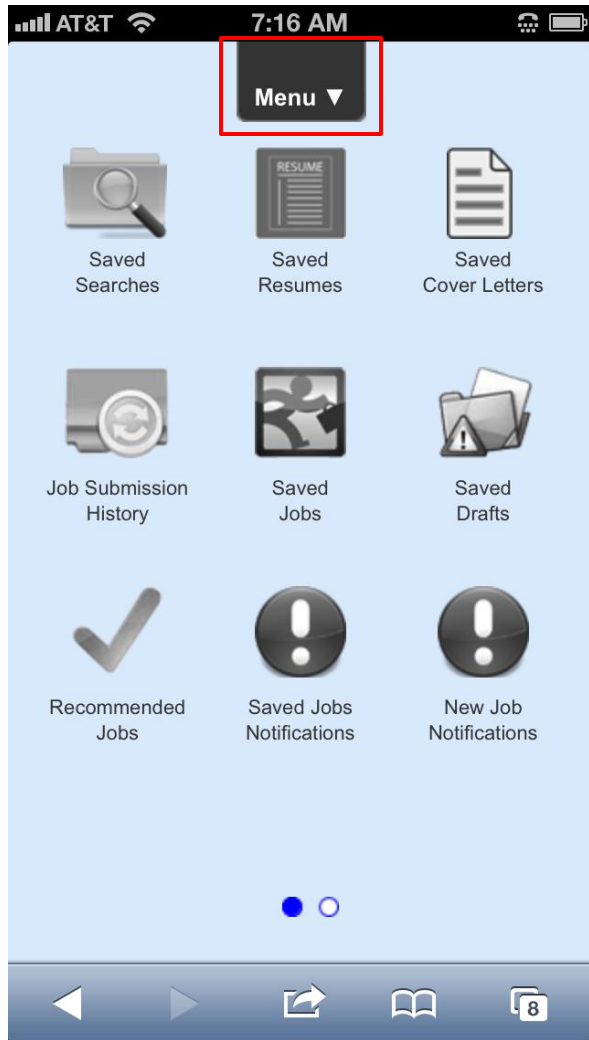 AT&T 7:16 AM
Menu ▼
RESUME
Saved
Searches
Saved
Resumes
Saved
Cover Letters
Job Submission
History
Saved
Jobs
Saved
Drafts
Recommended
Jobs
Saved Jobs
Notifications
New Job
Notifications
8